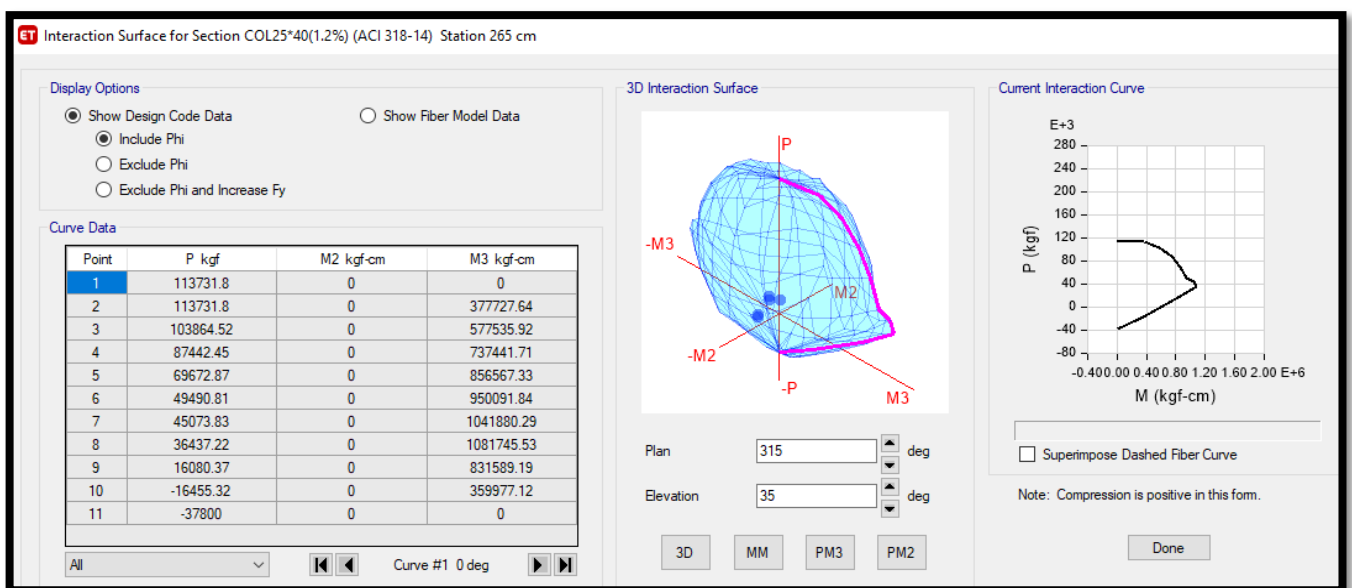 ET Interaction Surface for Section COL25*40(1.2%) (ACI 318-14) Station 265 cm
Display Options
Show Design Code Data Show Fiber Model Data
Include Phi
Exclude Phi
Exclude Phi and Increase Fy
Curve Data
Point P kgf M2 kgf-cm M3 kgf-cm
1 113731.8 0 0
2 113731.8 0 377727.64
3 103864.52 0 577535.92
4 87442.45 0 737441.71
5 69672.87 0 856567.33
6 49490.81 0 950091.84
7 45073.83 0 1041880.29
8 36437.22 0 1081745.53
9 16080.37 0 831589.19
10 -16455.32 0 359977.12
11 -37800 0 0
All Curve #1 0 deg
3D Interaction Surface
P
-M3
M2
-M2
-P
M3
Plan 315 deg
Elevation 35 deg
3D MM PM3 PM2
Current Interaction Curve
E+3
280
240
200
160
120
80
40
0
-40
-80
P (kgf)
-0.400.00 0.40 0.80 1.20 1.60 2.00 E+6
M (kgf-cm)
Superimpose Dashed Fiber Curve
Note: Compression is positive in this form.
Done